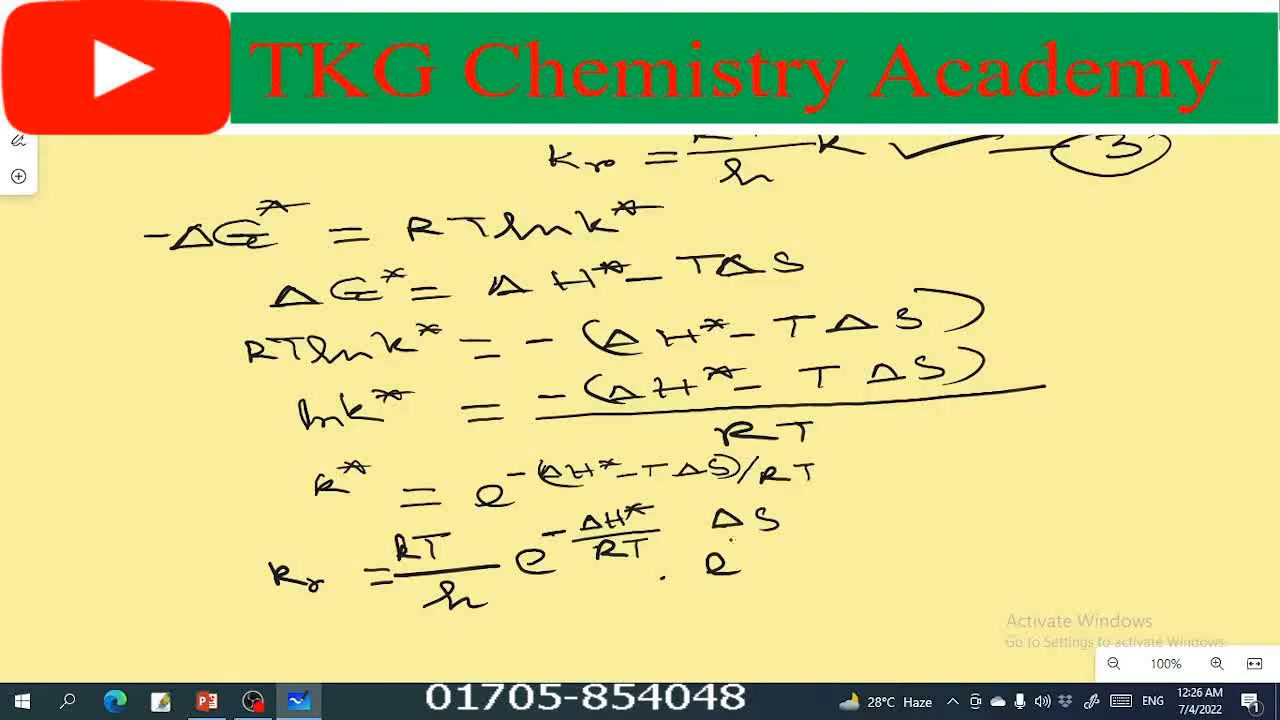 TKG Chemistry Academy
kr = /h k — 3
-ΔG* = RTlnk*
ΔG* = ΔH* - TΔS
RTlnk* = -(ΔH* - TΔS)
lnk* = -(ΔH* - TΔS)/RT
k* = e^-(ΔH* - TΔS)/RT
kr = RT/h e^-ΔH*/RT . e^ΔS
Activate Windows
Go to Settings to activate Windows.
100%
01705-854048
28°C Haze
ENG
12:26 AM
7/4/2022
1